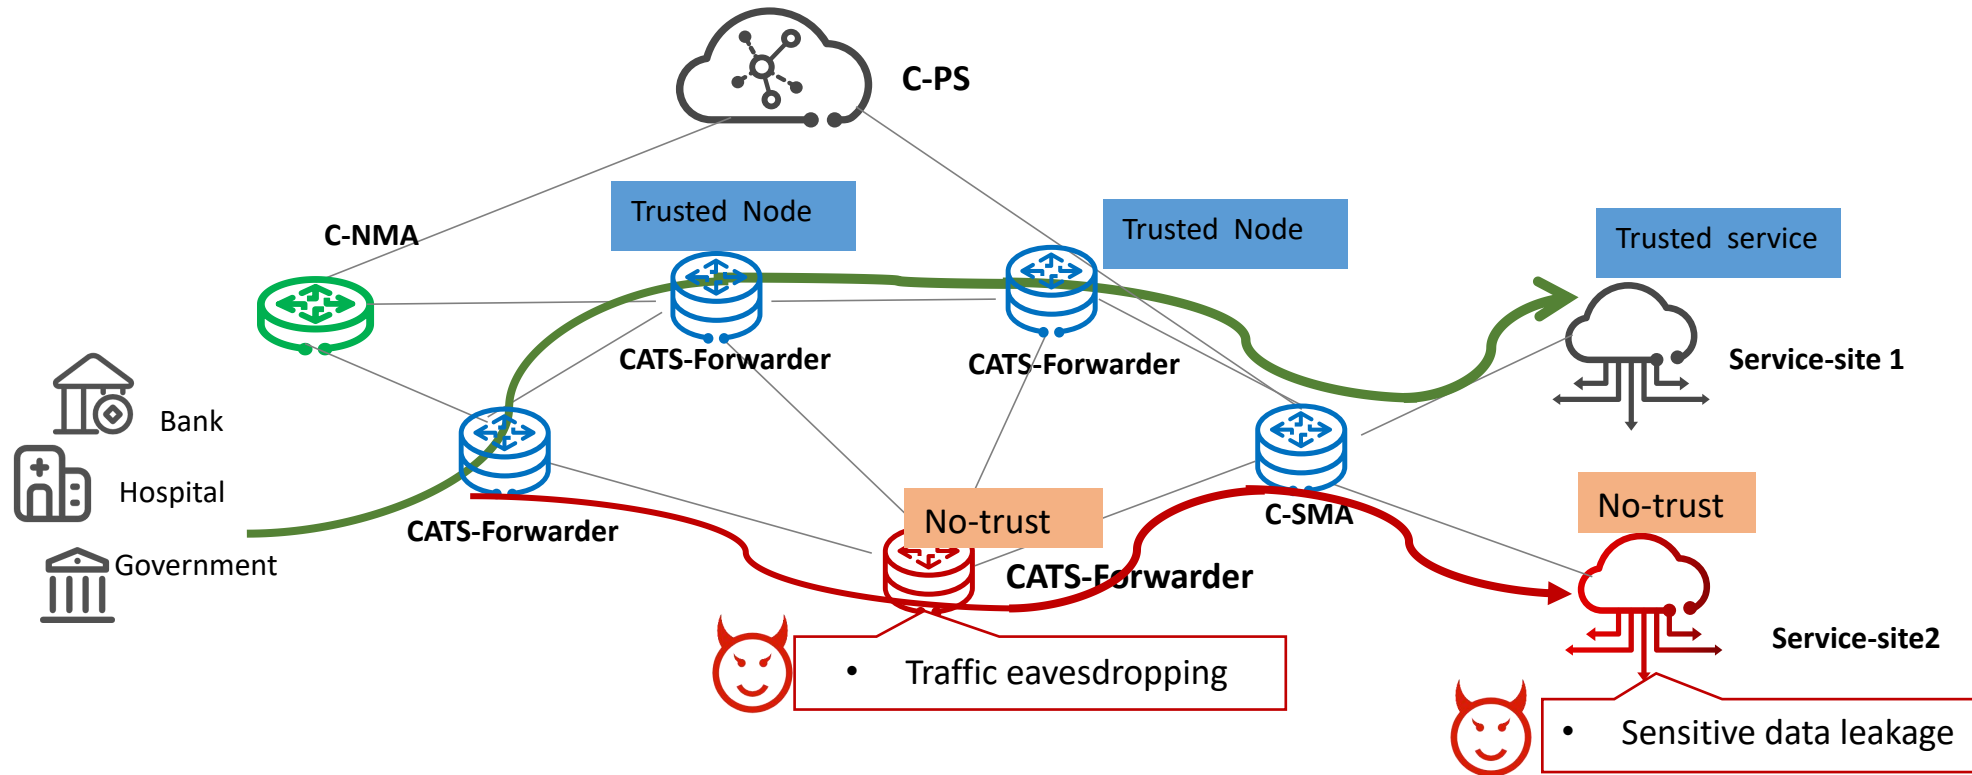 C-PS
Trusted Node
Trusted Node
Trusted service
C-NMA
CATS-Forwarder
CATS-Forwarder
Service-site 1
Bank
Hospital
Government
CATS-Forwarder
No-trust
C-SMA
No-trust
CATS-Forwarder
Service-site2
• Traffic eavesdropping
• Sensitive data leakage